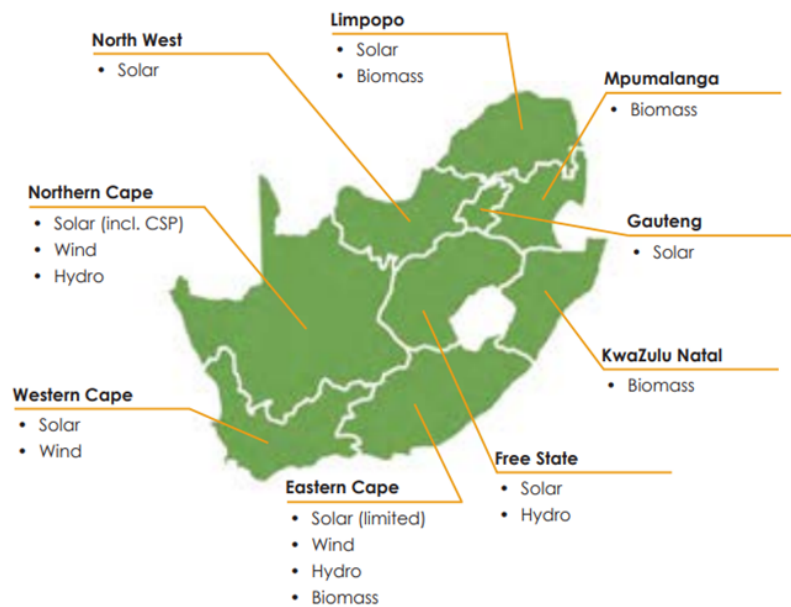 Limpopo
• Solar
• Biomass
North West
• Solar
Mpumalanga
• Biomass
Northern Cape
• Solar (incl. CSP)
• Wind
• Hydro
Gauteng
• Solar
KwaZulu Natal
• Biomass
Western Cape
• Solar
• Wind
Free State
• Solar
• Hydro
Eastern Cape
• Solar (limited)
• Wind
• Hydro
• Biomass